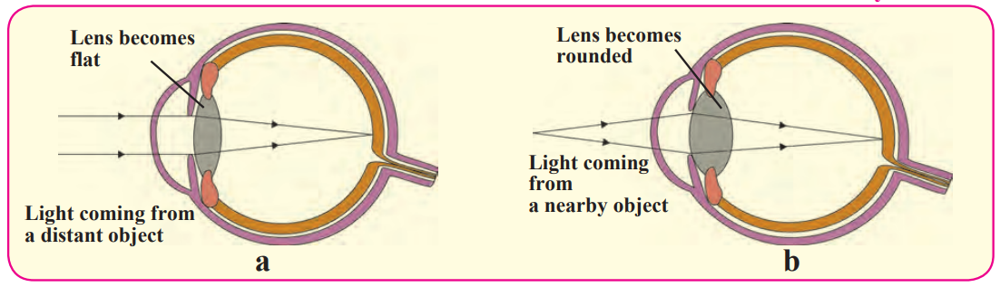 Lens becomes
flat
Light coming from
a distant object
a
Lens becomes
rounded
Light coming
from
a nearby object
b